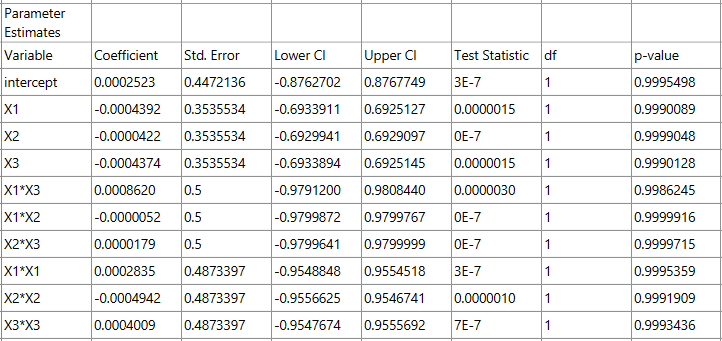 Parameter
Estimates
Variable Coefficient Std. Error Lower CI Upper CI Test Statistic df p-value
intercept 0.0002523 0.4472136 -0.8762702 0.8767749 3E-7 1 0.9995498
X1 -0.0004392 0.3535534 -0.6933911 0.6925127 0.0000015 1 0.9990089
X2 -0.0000422 0.3535534 -0.6929941 0.6929097 0E-7 1 0.9999048
X3 -0.0004374 0.3535534 -0.6933894 0.6925145 0.0000015 1 0.9990128
X1*X3 0.0008620 0.5 -0.9791200 0.9808440 0.0000030 1 0.9986245
X1*X2 -0.0000052 0.5 -0.9799872 0.9799767 0E-7 1 0.9999916
X2*X3 0.0000179 0.5 -0.9799641 0.9799999 0E-7 1 0.9999715
X1*X1 0.0002835 0.4873397 -0.9548848 0.9554518 3E-7 1 0.9995359
X2*X2 -0.0004942 0.4873397 -0.9556625 0.9546741 0.0000010 1 0.9991909
X3*X3 0.0004009 0.4873397 -0.9547674 0.9555692 7E-7 1 0.9993436